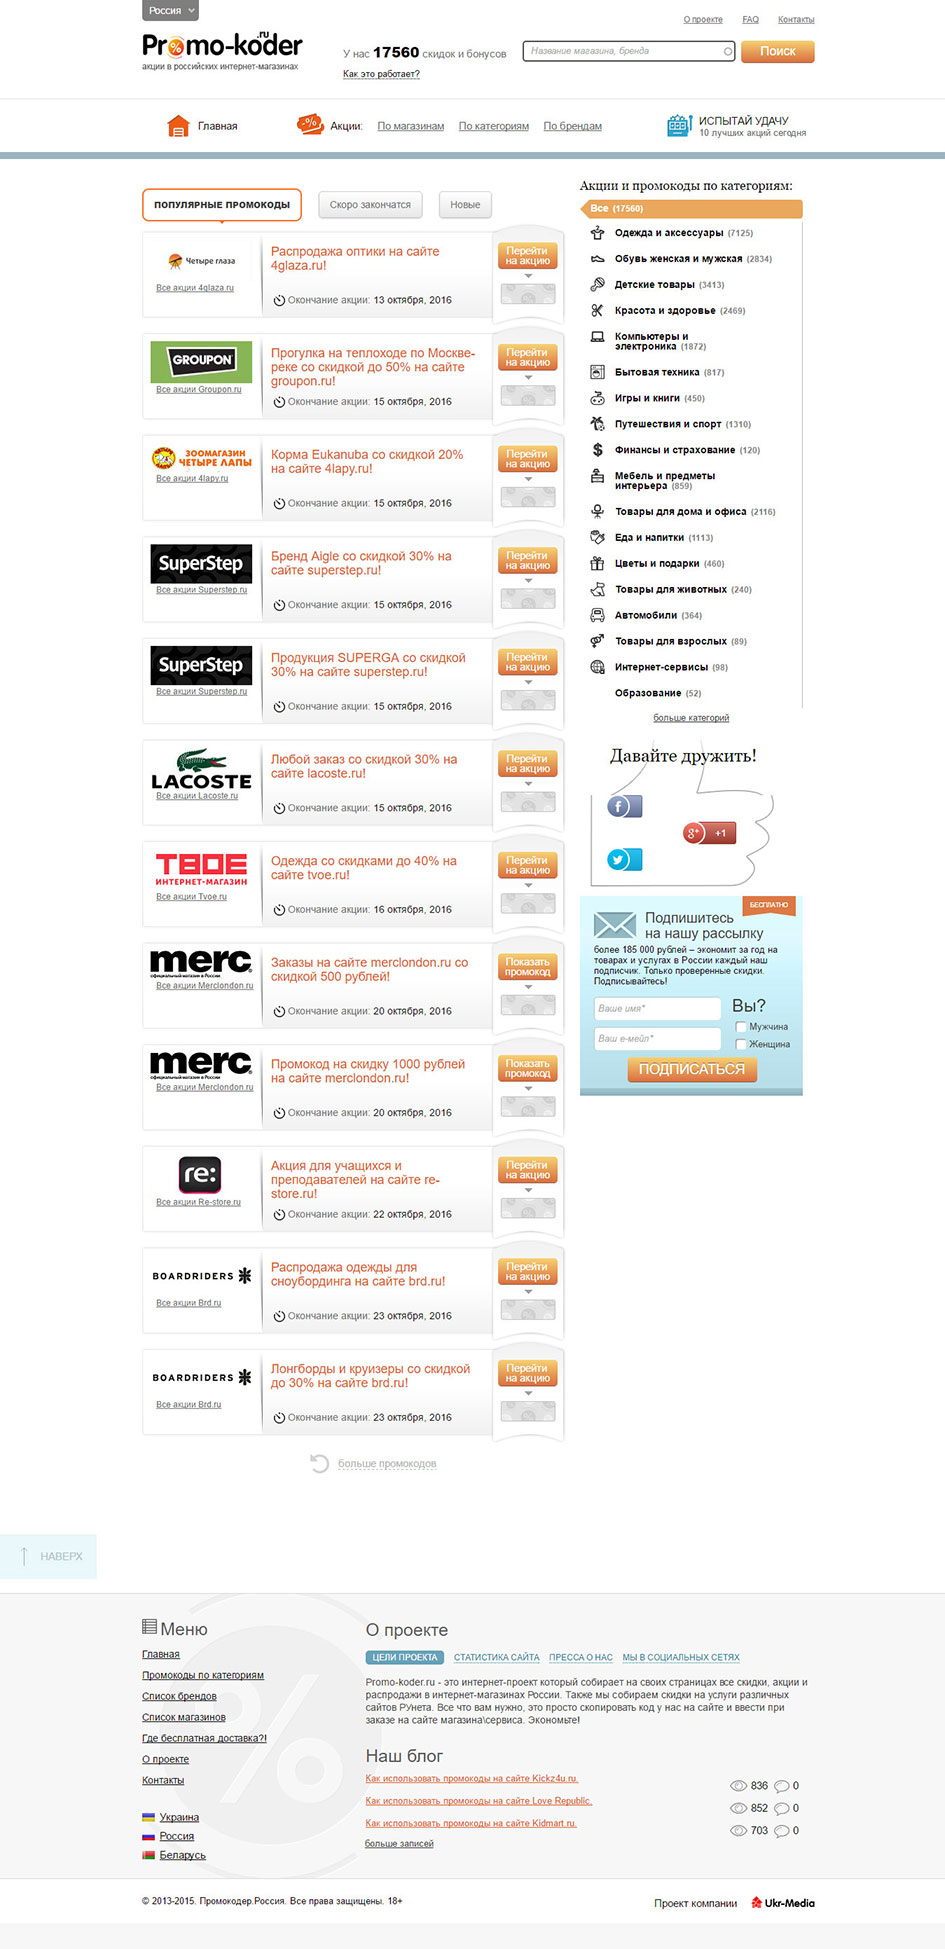 Россия
О проекте FAQ Контакты
Promo-koder.ru
акции в российских интернет-магазинах
У нас 17560 скидок и бонусов
Как это работает?
Название магазина, бренда
Поиск
Главная
Акции: По магазинам По категориям По брендам
ИСПЫТАЙ УДАЧУ
10 лучших акций сегодня
ПОПУЛЯРНЫЕ ПРОМОКОДЫ Скоро закончатся Новые
Четыре глаза
Все акции 4glaza.ru
Распродажа оптики на сайте
4glaza.ru!
Окончание акции: 13 октября, 2016
Перейти
на акцию
GROUPON
Все акции Groupon.ru
Прогулка на теплоходе по Москве-
реке со скидкой до 50% на сайте
groupon.ru!
Окончание акции: 15 октября, 2016
Перейти
на акцию
ЗООМАГАЗИН
ЧЕТЫРЕ ЛАПЫ
Все акции 4lapy.ru
Корма Eukanuba со скидкой 20%
на сайте 4lapy.ru!
Окончание акции: 15 октября, 2016
Перейти
на акцию
SuperStep
Все акции Superstep.ru
Бренд Aigle со скидкой 30% на
сайте superstep.ru!
Окончание акции: 15 октября, 2016
Перейти
на акцию
SuperStep
Все акции Superstep.ru
Продукция SUPERGA со скидкой
30% на сайте superstep.ru!
Окончание акции: 15 октября, 2016
Перейти
на акцию
LACOSTE
Все акции Lacoste.ru
Любой заказ со скидкой 30% на
сайте lacoste.ru!
Окончание акции: 15 октября, 2016
Перейти
на акцию
ТВОЕ
ИНТЕРНЕТ-МАГАЗИН
Все акции Tvoe.ru
Одежда со скидками до 40% на
сайте tvoe.ru!
Окончание акции: 16 октября, 2016
Перейти
на акцию
merc
официальный магазин в России
Все акции Merclondon.ru
Заказы на сайте merclondon.ru со
скидкой 500 рублей!
Окончание акции: 20 октября, 2016
Показать
промокод
merc
официальный магазин в России
Все акции Merclondon.ru
Промокод на скидку 1000 рублей
на сайте merclondon.ru!
Окончание акции: 20 октября, 2016
Показать
промокод
re:
Все акции Re-store.ru
Акция для учащихся и
преподавателей на сайте re-
store.ru!
Окончание акции: 22 октября, 2016
Перейти
на акцию
BOARDRIDERS
Все акции Brd.ru
Распродажа одежды для
сноубординга на сайте brd.ru!
Окончание акции: 23 октября, 2016
Перейти
на акцию
BOARDRIDERS
Все акции Brd.ru
Лонгборды и круизеры со скидкой
до 30% на сайте brd.ru!
Окончание акции: 23 октября, 2016
Перейти
на акцию
больше промокодов
Акции и промокоды по категориям:
Все (17560)
Одежда и аксессуары (7125)
Обувь женская и мужская (2834)
Детские товары (3413)
Красота и здоровье (2469)
Компьютеры и
электроника (1872)
Бытовая техника (817)
Игры и книги (450)
Путешествия и спорт (1310)
Финансы и страхование (120)
Мебель и предметы
интерьера (859)
Товары для дома и офиса (2116)
Еда и напитки (1113)
Цветы и подарки (460)
Товары для животных (240)
Автомобили (364)
Товары для взрослых (89)
Интернет-сервисы (98)
Образование (52)
больше категорий
Давайте дружить!
f
g+ +1
БЕСПЛАТНО
Подпишитесь
на нашу рассылку
более 185 000 рублей – экономит за год на
товарах и услугах в России каждый наш
подписчик. Только проверенные скидки.
Подписывайтесь!
Ваше имя*
Ваш е-мейл*
Вы?
Мужчина
Женщина
ПОДПИСАТЬСЯ
НАВЕРХ
Меню
Главная
Промокоды по категориям
Список брендов
Список магазинов
Где бесплатная доставка?!
О проекте
Контакты
Украина
Россия
Беларусь
О проекте
ЦЕЛИ ПРОЕКТА СТАТИСТИКА САЙТА ПРЕССА О НАС МЫ В СОЦИАЛЬНЫХ СЕТЯХ
Promo-koder.ru - это интернет-проект который собирает на своих страницах все скидки, акции и
распродажи в интернет-магазинах России. Также мы собираем скидки на услуги различных
сайтов РУнета. Все что вам нужно, это просто скопировать код у нас на сайте и ввести при
заказе на сайте магазина\сервиса. Экономьте!
Наш блог
Как использовать промокоды на сайте Kickz4u.ru. 836 0
Как использовать промокоды на сайте Love Republic. 852 0
Как использовать промокоды на сайте Kidmart.ru. 703 0
больше записей
© 2013-2015. Промокодер.Россия. Все права защищены. 18+
Проект компании Ukr-Media